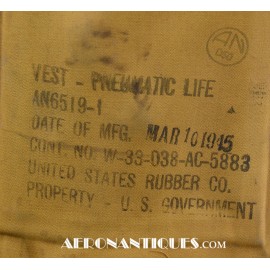 AN
VEST - PNEUMATIC LIFE
AN6519-1
DATE OF MFG. MAR 10 1945
CONT. NO. W-33-038-AC-5883
UNITED STATES RUBBER CO.
PROPERTY - U. S. GOVERNMENT
AERONANTIQUES.COM